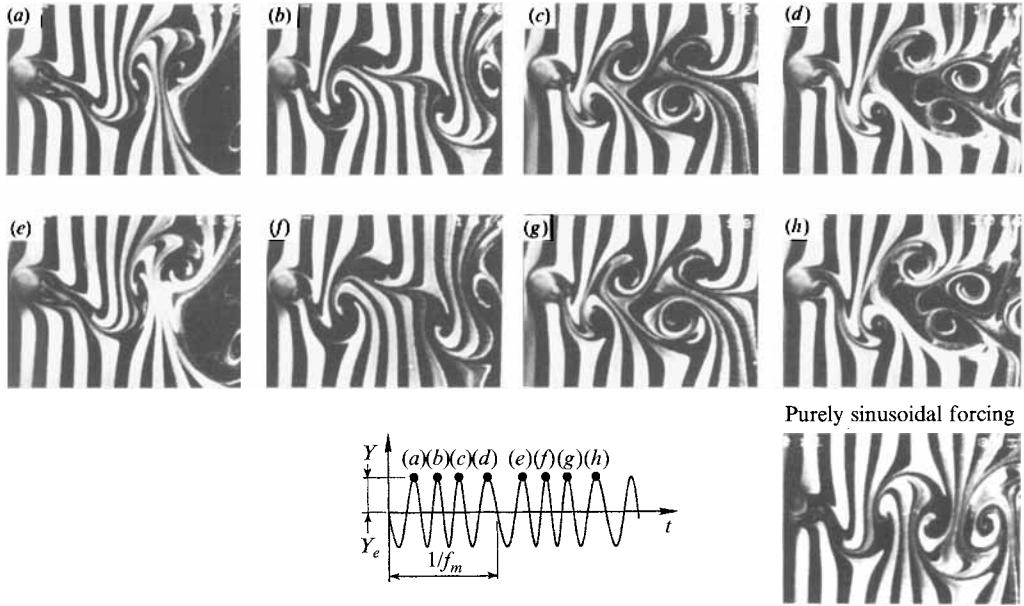 (a) (b) (c) (d)
(e) (f) (g) (h)
Purely sinusoidal forcing
Y (a)(b)(c)(d) (e)(f)(g)(h)
Y_e t
1/f_m